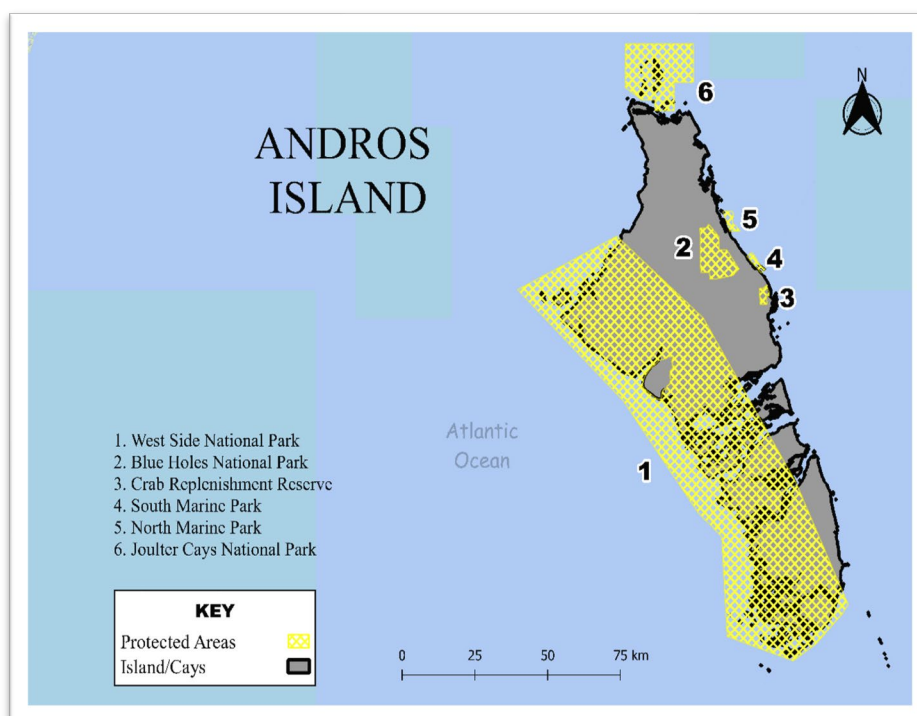 ANDROS
ISLAND
N
6
5
2
4
3
Atlantic
Ocean
1
1. West Side National Park
2. Blue Holes National Park
3. Crab Replenishment Reserve
4. South Marine Park
5. North Marine Park
6. Joulter Cays National Park
KEY
Protected Areas
Island/Cays
0 25 50 75 km